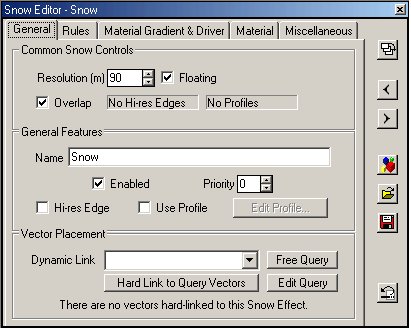 Snow Editor - Snow
General Rules Material Gradient & Driver Material Miscellaneous
Common Snow Controls
Resolution (m) 90 Floating
Overlap No Hi-res Edges No Profiles
General Features
Name Snow
Enabled Priority 0
Hi-res Edge Use Profile Edit Profile...
Vector Placement
Dynamic Link Free Query
Hard Link to Query Vectors Edit Query
There are no vectors hard-linked to this Snow Effect.